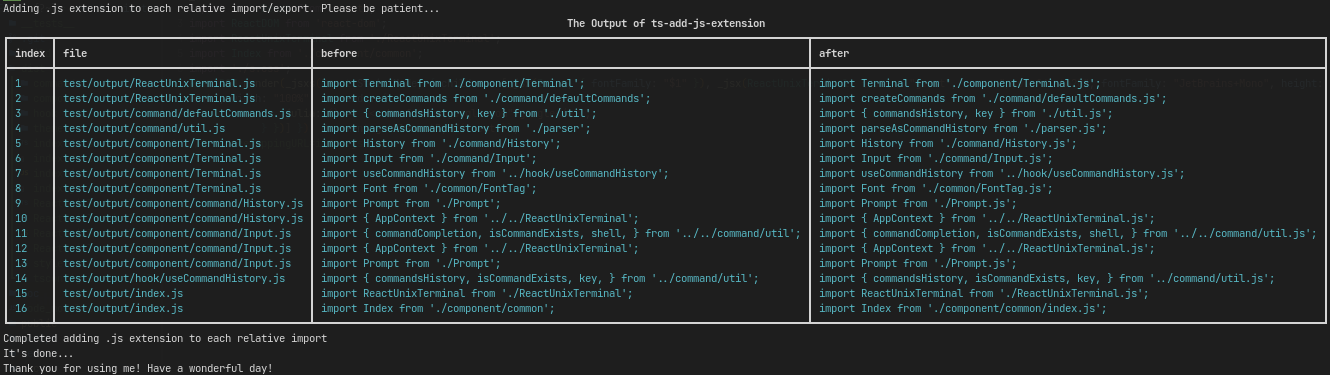 Adding .js extension to each relative import/export. Please be patient...
The Output of ts-add-js-extension
index file before after
1 test/output/ReactUnixTerminal.js import Terminal from './component/Terminal'; import Terminal from './component/Terminal.js';
2 test/output/ReactUnixTerminal.js import createCommands from './command/defaultCommands'; import createCommands from './command/defaultCommands.js';
3 test/output/command/defaultCommands.js import { commandsHistory, key } from './util'; import { commandsHistory, key } from './util.js';
4 test/output/command/util.js import parseAsCommandHistory from './parser'; import parseAsCommandHistory from './parser.js';
5 test/output/component/Terminal.js import History from './command/History'; import History from './command/History.js';
6 test/output/component/Terminal.js import Input from './command/Input'; import Input from './command/Input.js';
7 test/output/component/Terminal.js import useCommandHistory from '../hook/useCommandHistory'; import useCommandHistory from '../hook/useCommandHistory.js';
8 test/output/component/Terminal.js import Font from './common/FontTag'; import Font from './common/FontTag.js';
9 test/output/component/command/History.js import Prompt from './Prompt'; import Prompt from './Prompt.js';
10 test/output/component/command/History.js import { AppContext } from '../../ReactUnixTerminal'; import { AppContext } from '../../ReactUnixTerminal.js';
11 test/output/component/command/Input.js import { commandCompletion, isCommandExists, shell, } from '../../command/util'; import { commandCompletion, isCommandExists, shell, } from '../../command/util.js';
12 test/output/component/command/Input.js import { AppContext } from '../../ReactUnixTerminal'; import { AppContext } from '../../ReactUnixTerminal.js';
13 test/output/component/command/Input.js import Prompt from './Prompt'; import Prompt from './Prompt.js';
14 test/output/hook/useCommandHistory.js import { commandsHistory, isCommandExists, key, } from '../command/util'; import { commandsHistory, isCommandExists, key, } from '../command/util.js';
15 test/output/index.js import ReactUnixTerminal from './ReactUnixTerminal'; import ReactUnixTerminal from './ReactUnixTerminal.js';
16 test/output/index.js import Index from './component/common'; import Index from './component/common/index.js';
Completed adding .js extension to each relative import
It's done...
Thank you for using me! Have a wonderful day!